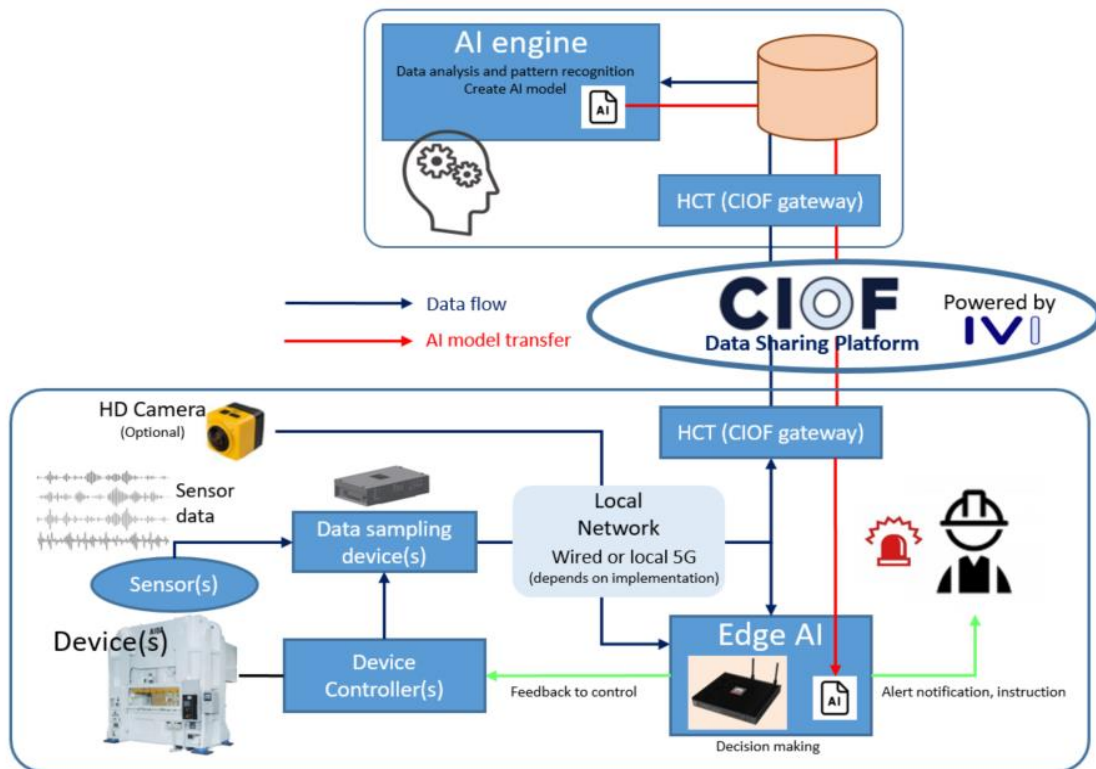 AI engine
Data analysis and pattern recognition
Create AI model
AI
HCT (CIOF gateway)
Data flow
AI model transfer
CIOF
Data Sharing Platform
Powered by
IVI
HD Camera
(Optional)
Sensor
data
Data sampling
device(s)
Sensor(s)
Local
Network
Wired or local 5G
(depends on implementation)
HCT (CIOF gateway)
Device(s)
AIDA
Device
Controller(s)
Feedback to control
Edge AI
AI
Decision making
Alert notification, instruction